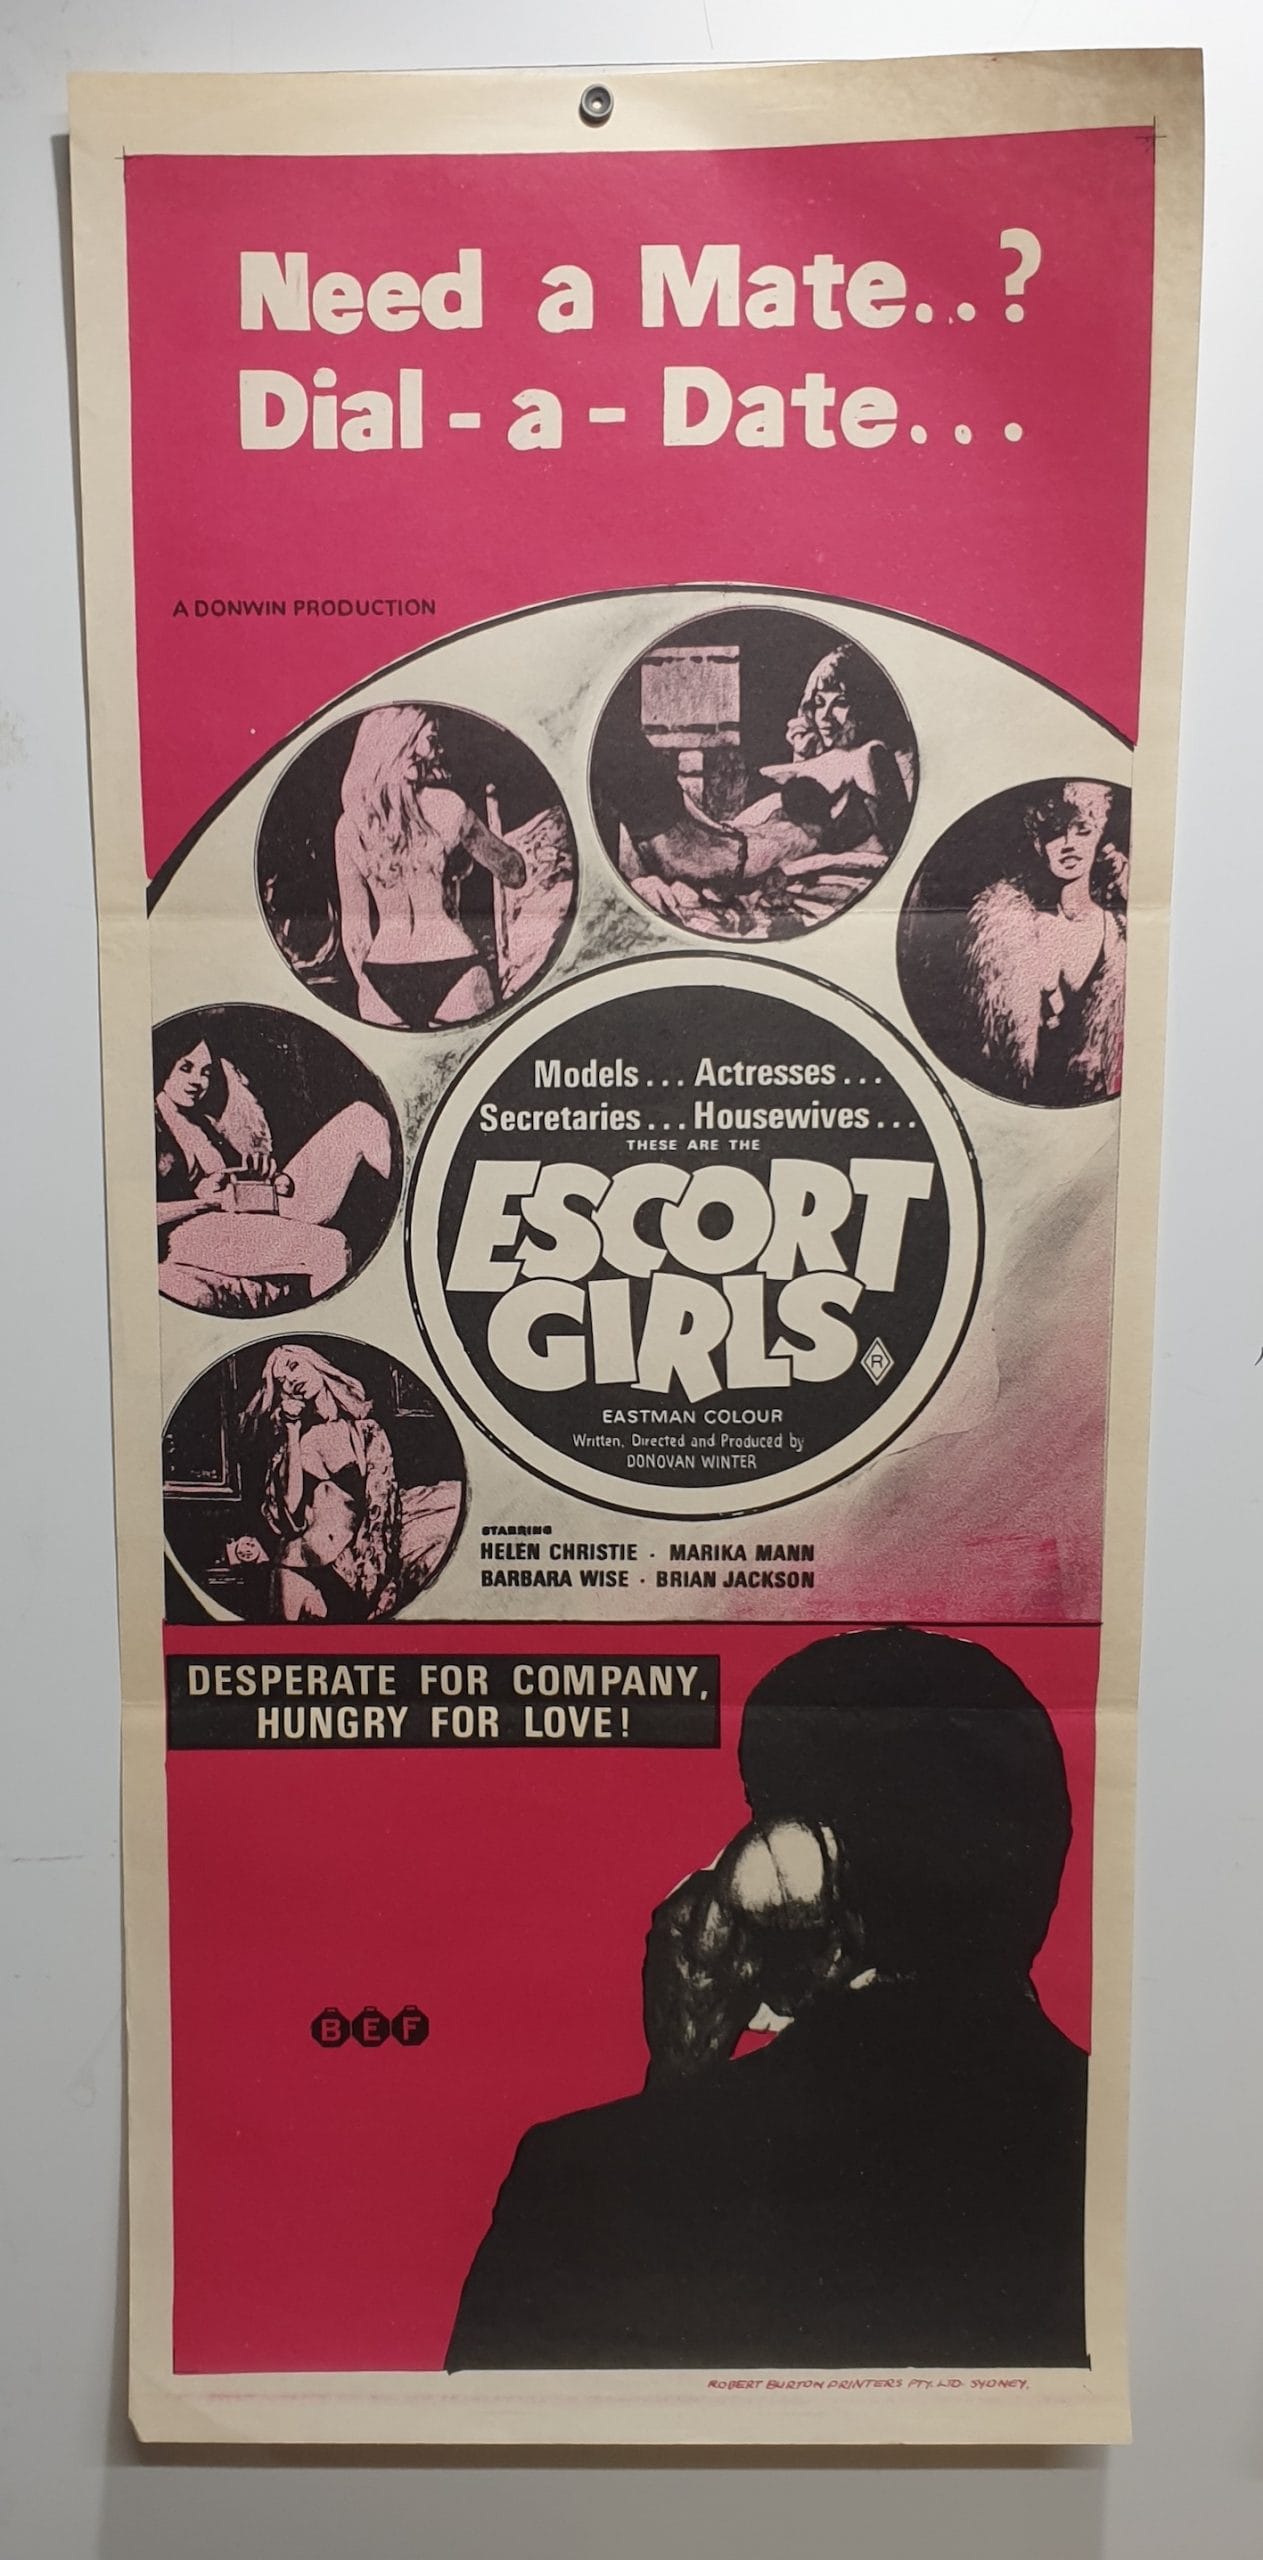 Need a Mate..?
Dial-a-Date...
A DONWIN PRODUCTION
Models... Actresses...
Secretaries... Housewives...
THESE ARE THE
ESCORT
GIRLS
R
EASTMAN COLOUR
Written, Directed and Produced by
DONOVAN WINTER
STARRING
HELEN CHRISTIE · MARIKA MANN
BARBARA WISE · BRIAN JACKSON
DESPERATE FOR COMPANY,
HUNGRY FOR LOVE!
BEF
ROBERT BURTON PRINTERS PTY. LTD. SYDNEY.